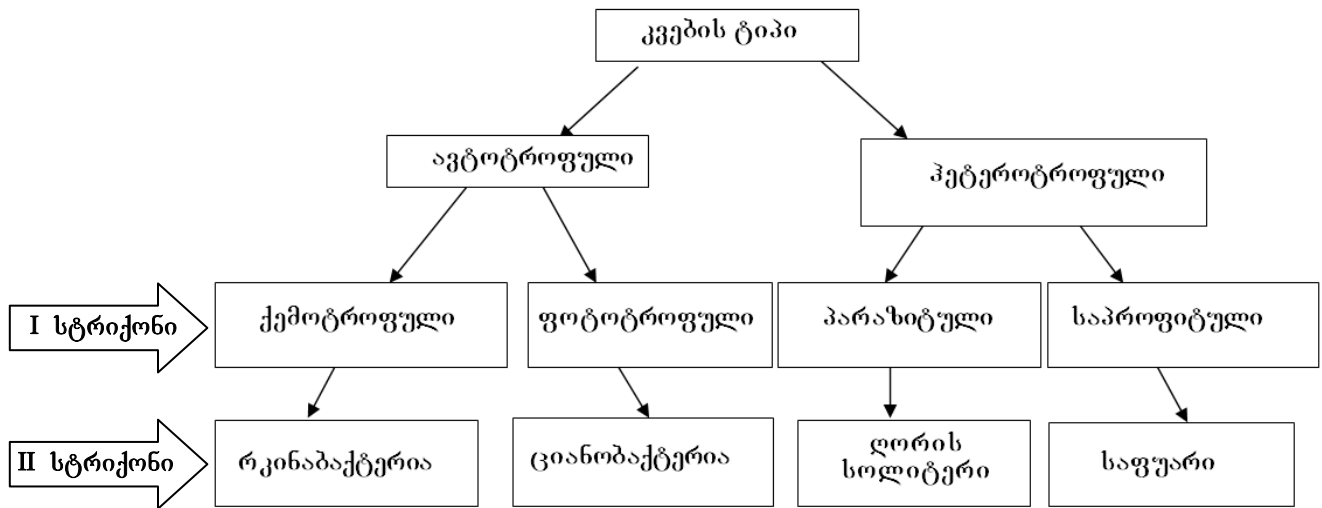 კვების ტიპი
ავტოტროფული
ჰეტეროტროფული
I სტრიქონი
ქემოტროფული
ფოტოტროფული
პარაზიტული
საპროფიტული
II სტრიქონი
რკინაბაქტერია
ციანობაქტერია
ღორის
სოლიტერი
საფუარი